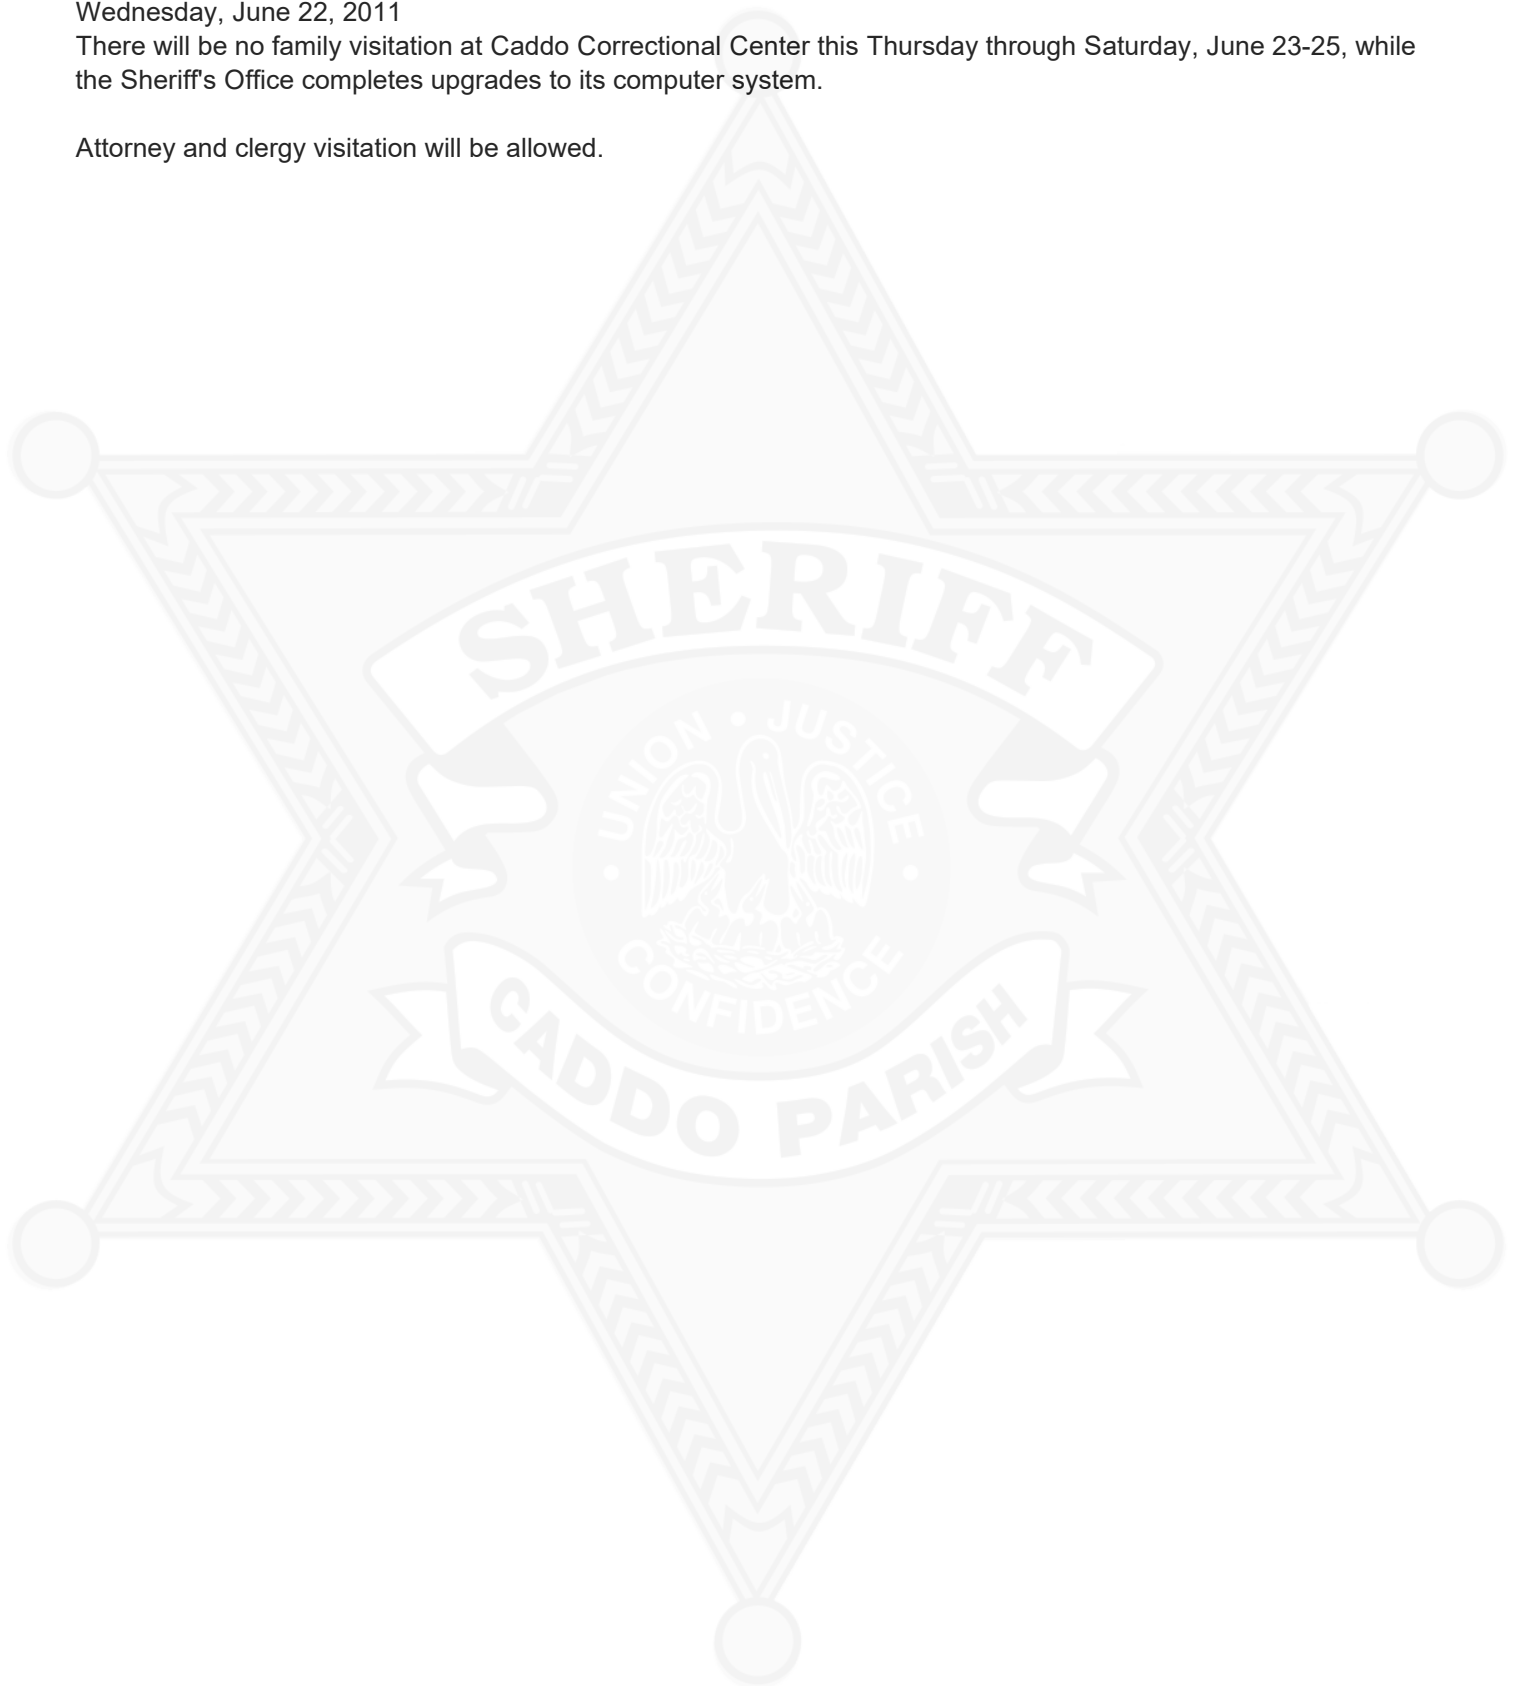 Wednesday, June 22, 2011
There will be no family visitation at Caddo Correctional Center this Thursday through Saturday, June 23-25, while
the Sheriff's Office completes upgrades to its computer system.
Attorney and clergy visitation will be allowed.
SHERIFF
UNION • JUSTICE
• CONFIDENCE •
CADDO PARISH